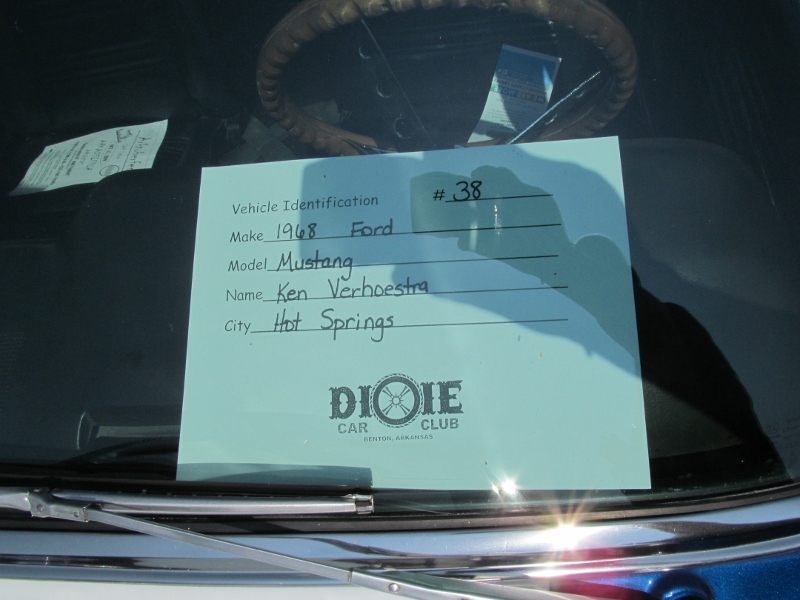 Vehicle Identification # 38
Make 1968 Ford
Model Mustang
Name Ken Verhoestra
City Hot Springs
DIXIE
CAR CLUB
BENTON, ARKANSAS